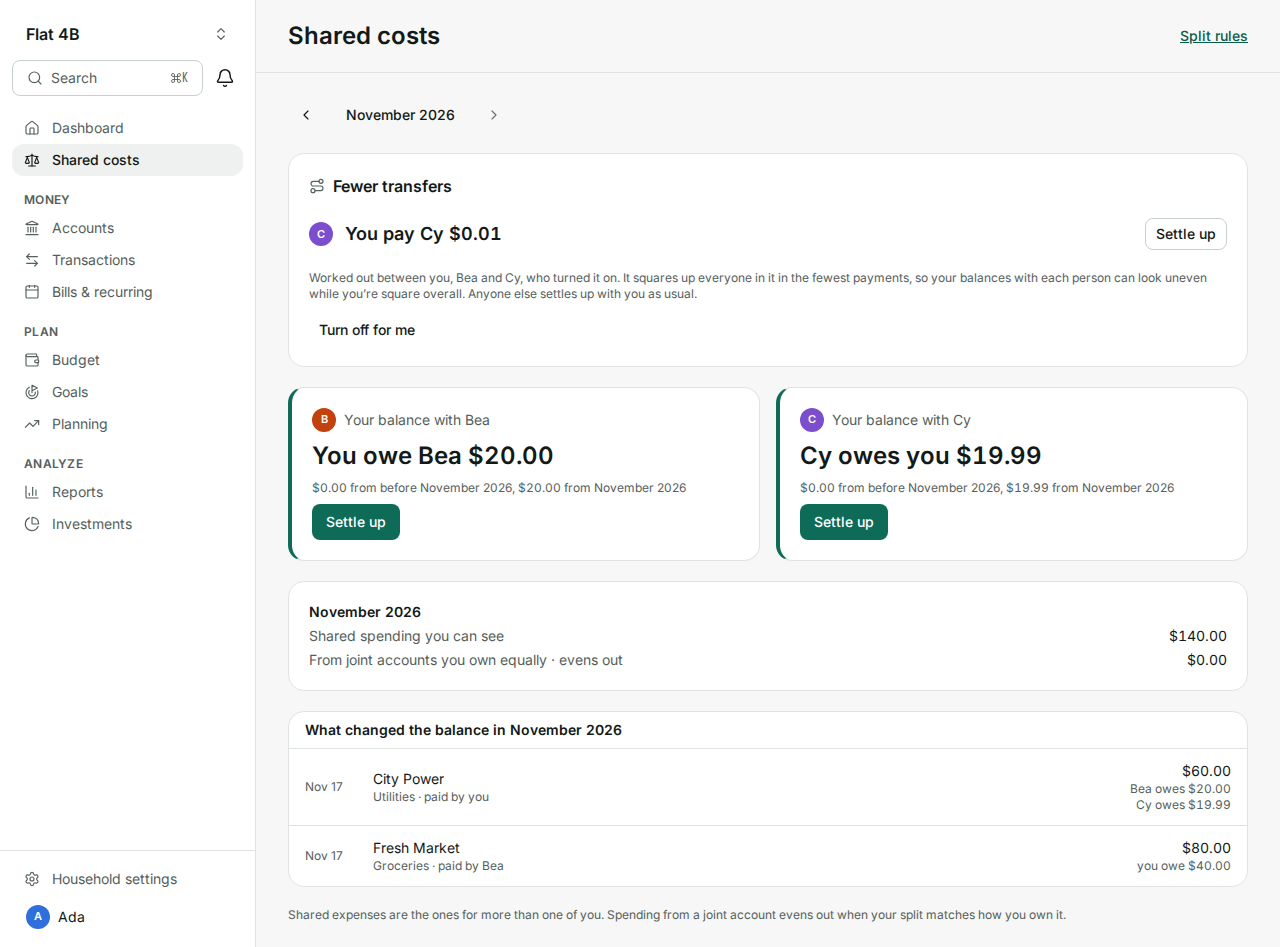 Flat 4B
Search ⌘K
Dashboard
Shared costs
MONEY
Accounts
Transactions
Bills & recurring
PLAN
Budget
Goals
Planning
ANALYZE
Reports
Investments
Household settings
A Ada
Shared costs
Split rules
November 2026
Fewer transfers
C You pay Cy $0.01
Settle up
Worked out between you, Bea and Cy, who turned it on. It squares up everyone in it in the fewest payments, so your balances with each person can look uneven
while you're square overall. Anyone else settles up with you as usual.
Turn off for me
B Your balance with Bea
You owe Bea $20.00
$0.00 from before November 2026, $20.00 from November 2026
Settle up
C Your balance with Cy
Cy owes you $19.99
$0.00 from before November 2026, $19.99 from November 2026
Settle up
November 2026
Shared spending you can see $140.00
From joint accounts you own equally · evens out $0.00
What changed the balance in November 2026
Nov 17
City Power
Utilities · paid by you
$60.00
Bea owes $20.00
Cy owes $19.99
Nov 17
Fresh Market
Groceries · paid by Bea
$80.00
you owe $40.00
Shared expenses are the ones for more than one of you. Spending from a joint account evens out when your split matches how you own it.